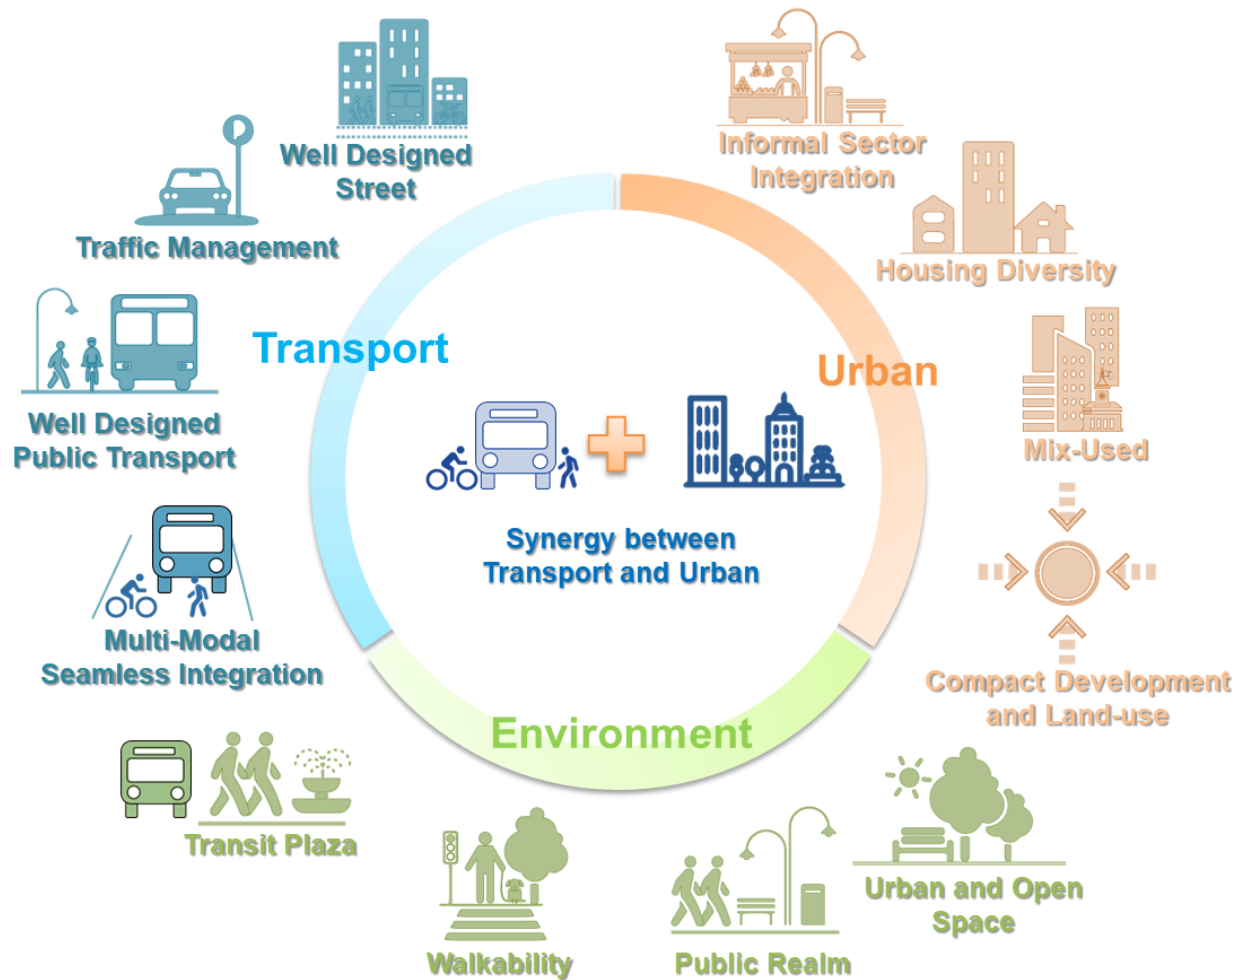 Well Designed
Street
Informal Sector
Integration
Traffic Management
Housing Diversity
Transport
Urban
Well Designed
Public Transport
Mix-Used
Synergy between
Transport and Urban
Multi-Modal
Seamless Integration
Compact Development
and Land-use
Environment
Transit Plaza
Urban and Open
Space
Walkability
Public Realm